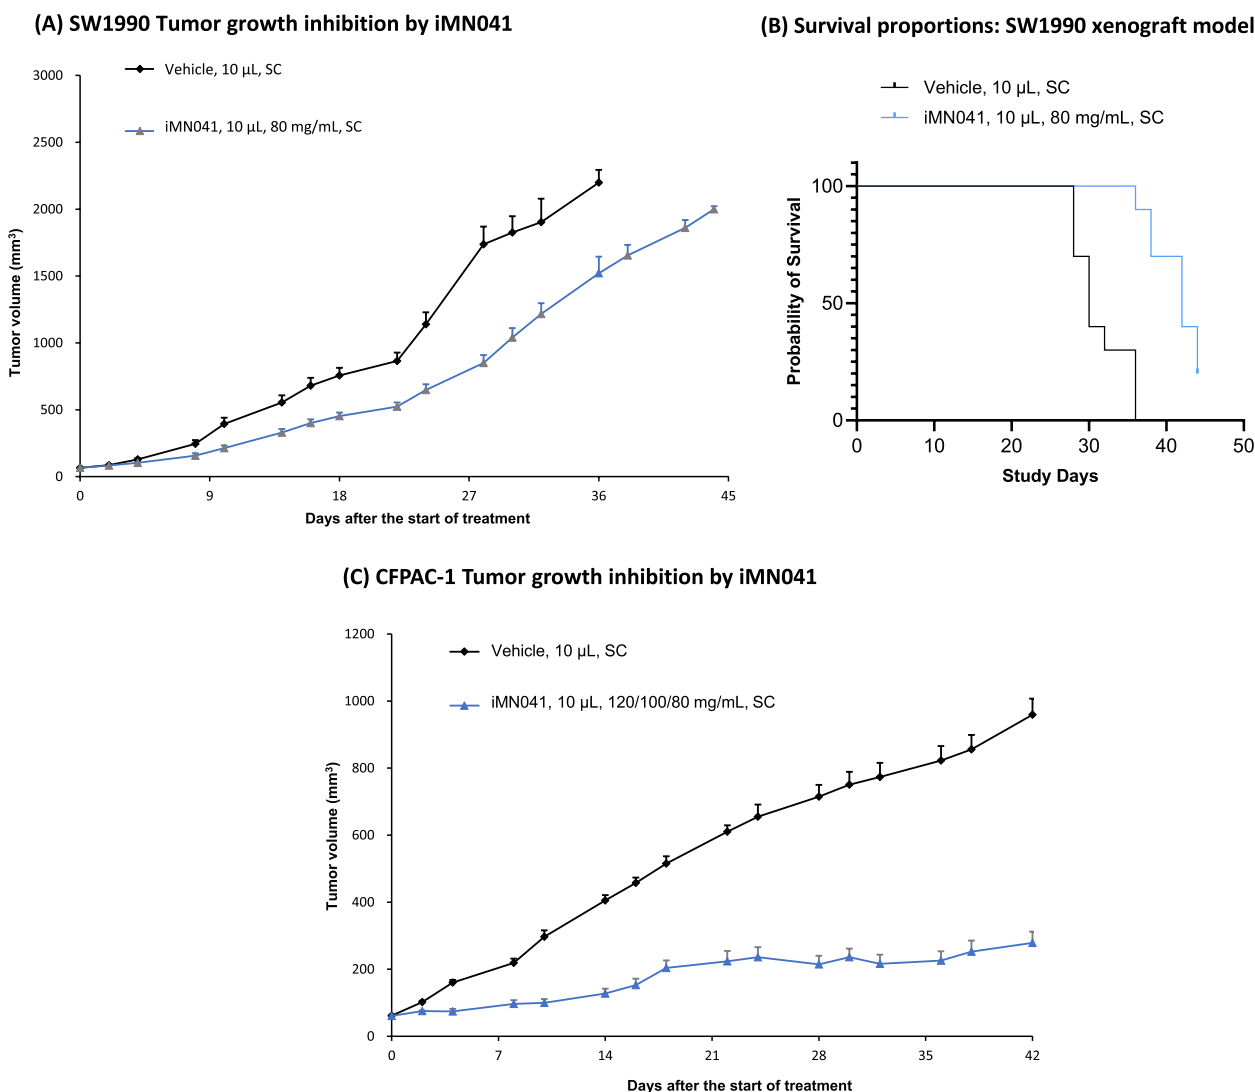 (A) SW1990 Tumor growth inhibition by iMN041
Vehicle, 10 µL, SC
iMN041, 10 µL, 80 mg/mL, SC
3000
2500
2000
1500
1000
500
0
Tumor volume (mm³)
0 9 18 27 36 45
Days after the start of treatment
(B) Survival proportions: SW1990 xenograft model
Vehicle, 10 µL, SC
iMN041, 10 µL, 80 mg/mL, SC
100
50
0
Probability of Survival
0 10 20 30 40 50
Study Days
(C) CFPAC-1 Tumor growth inhibition by iMN041
Vehicle, 10 µL, SC
iMN041, 10 µL, 120/100/80 mg/mL, SC
1200
1000
800
600
400
200
0
Tumor volume (mm³)
0 7 14 21 28 35 42
Days after the start of treatment